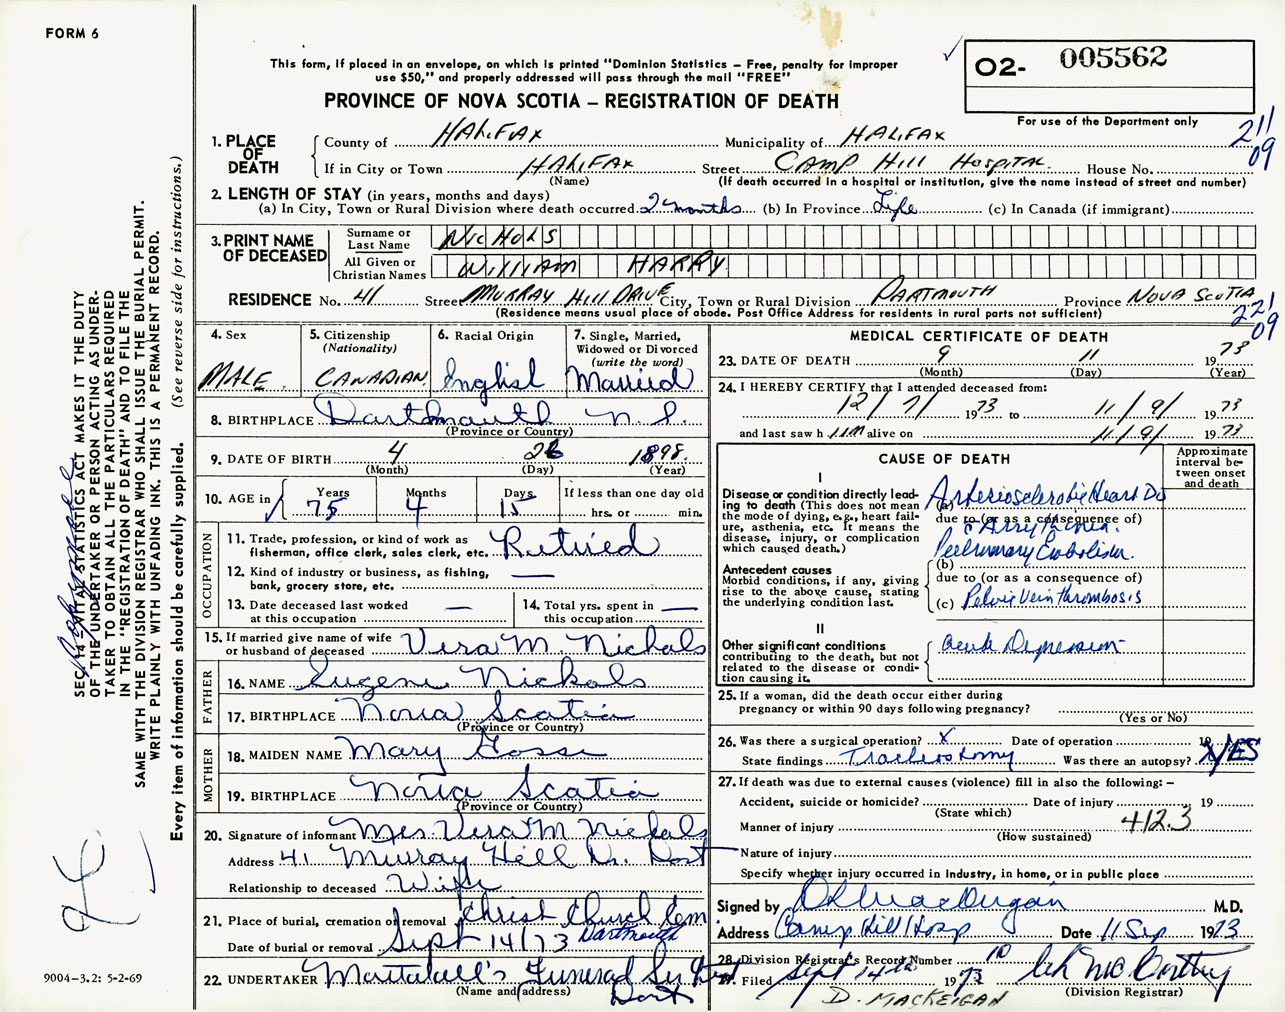 FORM 6
This form, if placed in an envelope, on which is printed "Dominion Statistics – Free, penalty for improper
use $50," and properly addressed will pass through the mail "FREE"
PROVINCE OF NOVA SCOTIA – REGISTRATION OF DEATH
O2- 005562
For use of the Department only
211
09
1. PLACE OF DEATH
County of HALIFAX Municipality of HALIFAX
If in City or Town HALIFAX Street CAMP HILL HOSPITAL House No.
(Name) (If death occurred in a hospital or institution, give the name instead of street and number)
2. LENGTH OF STAY (in years, months and days)
(a) In City, Town or Rural Division where death occurred 2 months (b) In Province Life (c) In Canada (if immigrant)
3. PRINT NAME OF DECEASED
Surname or Last Name NICHOLS
All Given or Christian Names WILLIAM HARRY
RESIDENCE No. 41 Street MURRAY HILL DRIVE City, Town or Rural Division DARTMOUTH Province NOVA SCOTIA
(Residence means usual place of abode. Post Office Address for residents in rural parts not sufficient)
221
09
4. Sex MALE
5. Citizenship (Nationality) CANADIAN
6. Racial Origin English
7. Single, Married, Widowed or Divorced (write the word) Married
8. BIRTHPLACE Dartmouth N.S.
(Province or Country)
9. DATE OF BIRTH 4 26 1898
(Month) (Day) (Year)
10. AGE in Years 75 Months 4 Days 15 If less than one day old hrs. or min.
OCCUPATION
11. Trade, profession, or kind of work as fisherman, office clerk, sales clerk, etc. Retired
12. Kind of industry or business, as fishing, bank, grocery store, etc. —
13. Date deceased last worked at this occupation —
14. Total yrs. spent in this occupation —
15. If married give name of wife or husband of deceased Vera M. Nichols
FATHER
16. NAME Eugene Nichols
17. BIRTHPLACE Nova Scotia
(Province or Country)
MOTHER
18. MAIDEN NAME Mary Gosse
19. BIRTHPLACE Nova Scotia
(Province or Country)
20. Signature of informant Mrs. Vera M Nichols
Address 41 Murray Hill Dr. Dart
Relationship to deceased Wife
21. Place of burial, cremation or removal Christ Church Cem
Dartmouth
Date of burial or removal Sept 14/73
22. UNDERTAKER Mattatall's Funeral
(Name and address) Dart
MEDICAL CERTIFICATE OF DEATH
23. DATE OF DEATH 9 11 1973
(Month) (Day) (Year)
24. I HEREBY CERTIFY that I attended deceased from:
12/7/ 1973 to 11/9/ 1973
and last saw h im alive on 11/9/ 1973
CAUSE OF DEATH
Approximate interval between onset and death
I
Disease or condition directly leading to death (This does not mean the mode of dying, e.g., heart failure, asthenia, etc. It means the disease, injury, or complication which caused death.)
(a) Arteriosclerotic Heart Dis
due to (or as a consequence of)
Pulmonary Embolism.
Antecedent causes
Morbid conditions, if any, giving rise to the above cause, stating the underlying condition last.
(b)
due to (or as a consequence of)
(c) Pelvic Vein thrombosis
II
Other significant conditions contributing to the death, but not related to the disease or condition causing it. acute Depression
25. If a woman, did the death occur either during pregnancy or within 90 days following pregnancy?
(Yes or No)
26. Was there a surgical operation? X Date of operation 19
State findings Tracheostomy Was there an autopsy? YES
27. If death was due to external causes (violence) fill in also the following: –
Accident, suicide or homicide? Date of injury 19
(State which)
Manner of injury 4123
(How sustained)
Nature of injury
Specify whether injury occurred in industry, in home, or in public place
Signed by M.D.
Address Camp Hill Hosp Date 11 Sep 1973
28. Division Registrar's Record Number
29. Filed Sept 14th 1973
(Division Registrar)
D. MACKEIGAN
SEC. 14 – VITAL STATISTICS ACT MAKES IT THE DUTY
OF THE UNDERTAKER OR PERSON ACTING AS UNDER-
TAKER TO OBTAIN ALL THE PARTICULARS REQUIRED
IN THE "REGISTRATION OF DEATH" AND TO FILE THE
SAME WITH THE DIVISION REGISTRAR WHO SHALL ISSUE THE BURIAL PERMIT.
WRITE PLAINLY WITH UNFADING INK. THIS IS A PERMANENT RECORD.
Every item of information should be carefully supplied. (See reverse side for instructions.)
9004–3.2: 5-2-69